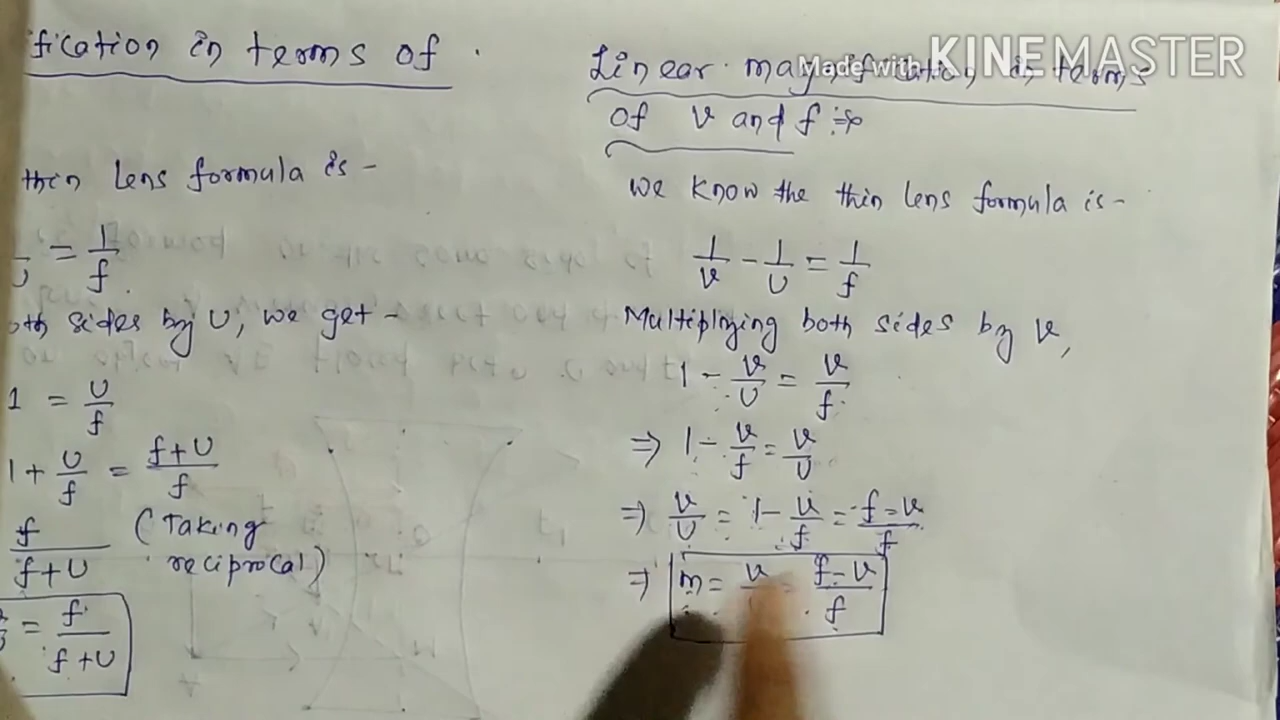 fication in terms of
thin lens formula is -
= 1/f.
oth sides by U, we get -
1 = U/f
1 + U/f = f+U/f
f/f+U (Taking reciprocal)
= f/f+U
Made with KINEMASTER
Linear magnification in terms
of v and f :-
we know the thin lens formula is -
1/v - 1/U = 1/f
Multiplying both sides by v,
1 - v/U = v/f
⇒ 1 - v/f = v/U
⇒ v/U = 1 - v/f = f-v/f
⇒ m = v = f-v/f